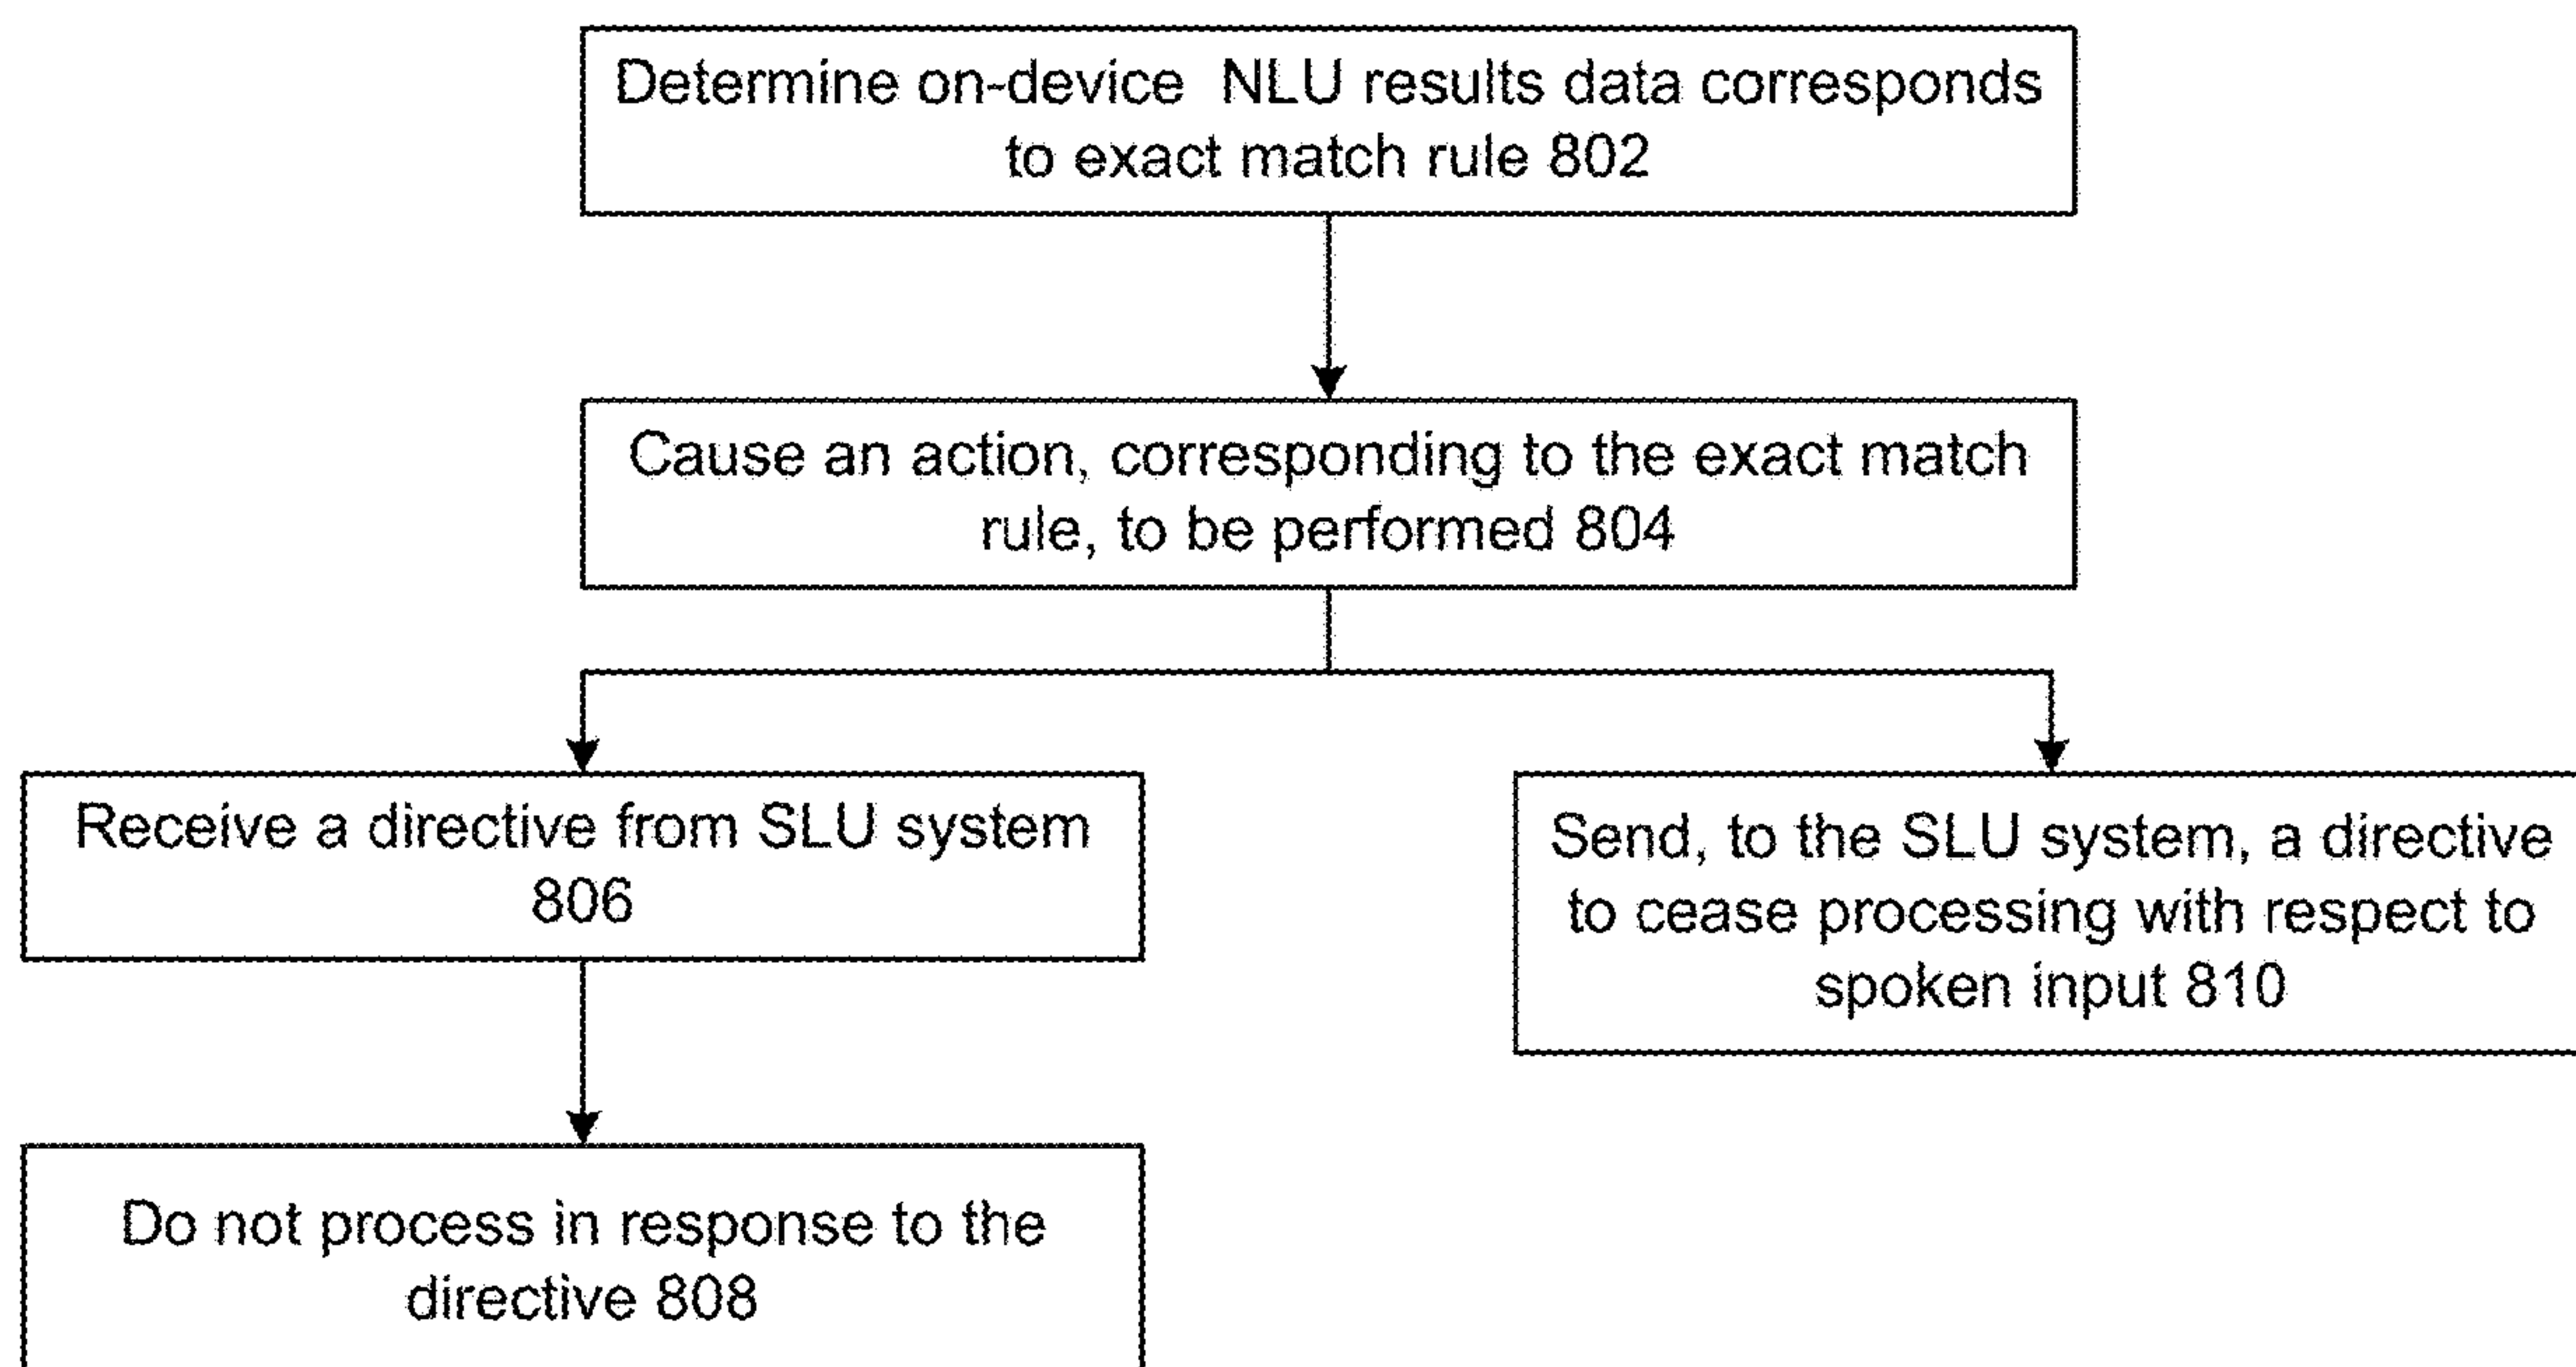 Determine on-device NLU results data corresponds
to exact match rule 802
Cause an action, corresponding to the exact match
rule, to be performed 804
Receive a directive from SLU system
806
Send, to the SLU system, a directive
to cease processing with respect to
spoken input 810
Do not process in response to the
directive 808